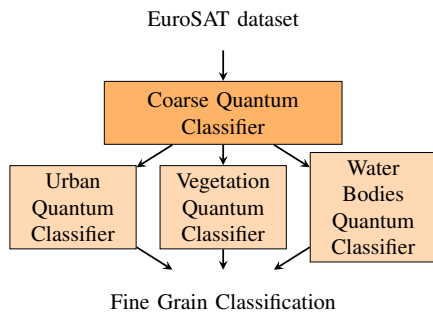 EuroSAT dataset
Coarse Quantum
Classifier
Urban
Quantum
Classifier
Vegetation
Quantum
Classifier
Water
Bodies
Quantum
Classifier
Fine Grain Classification